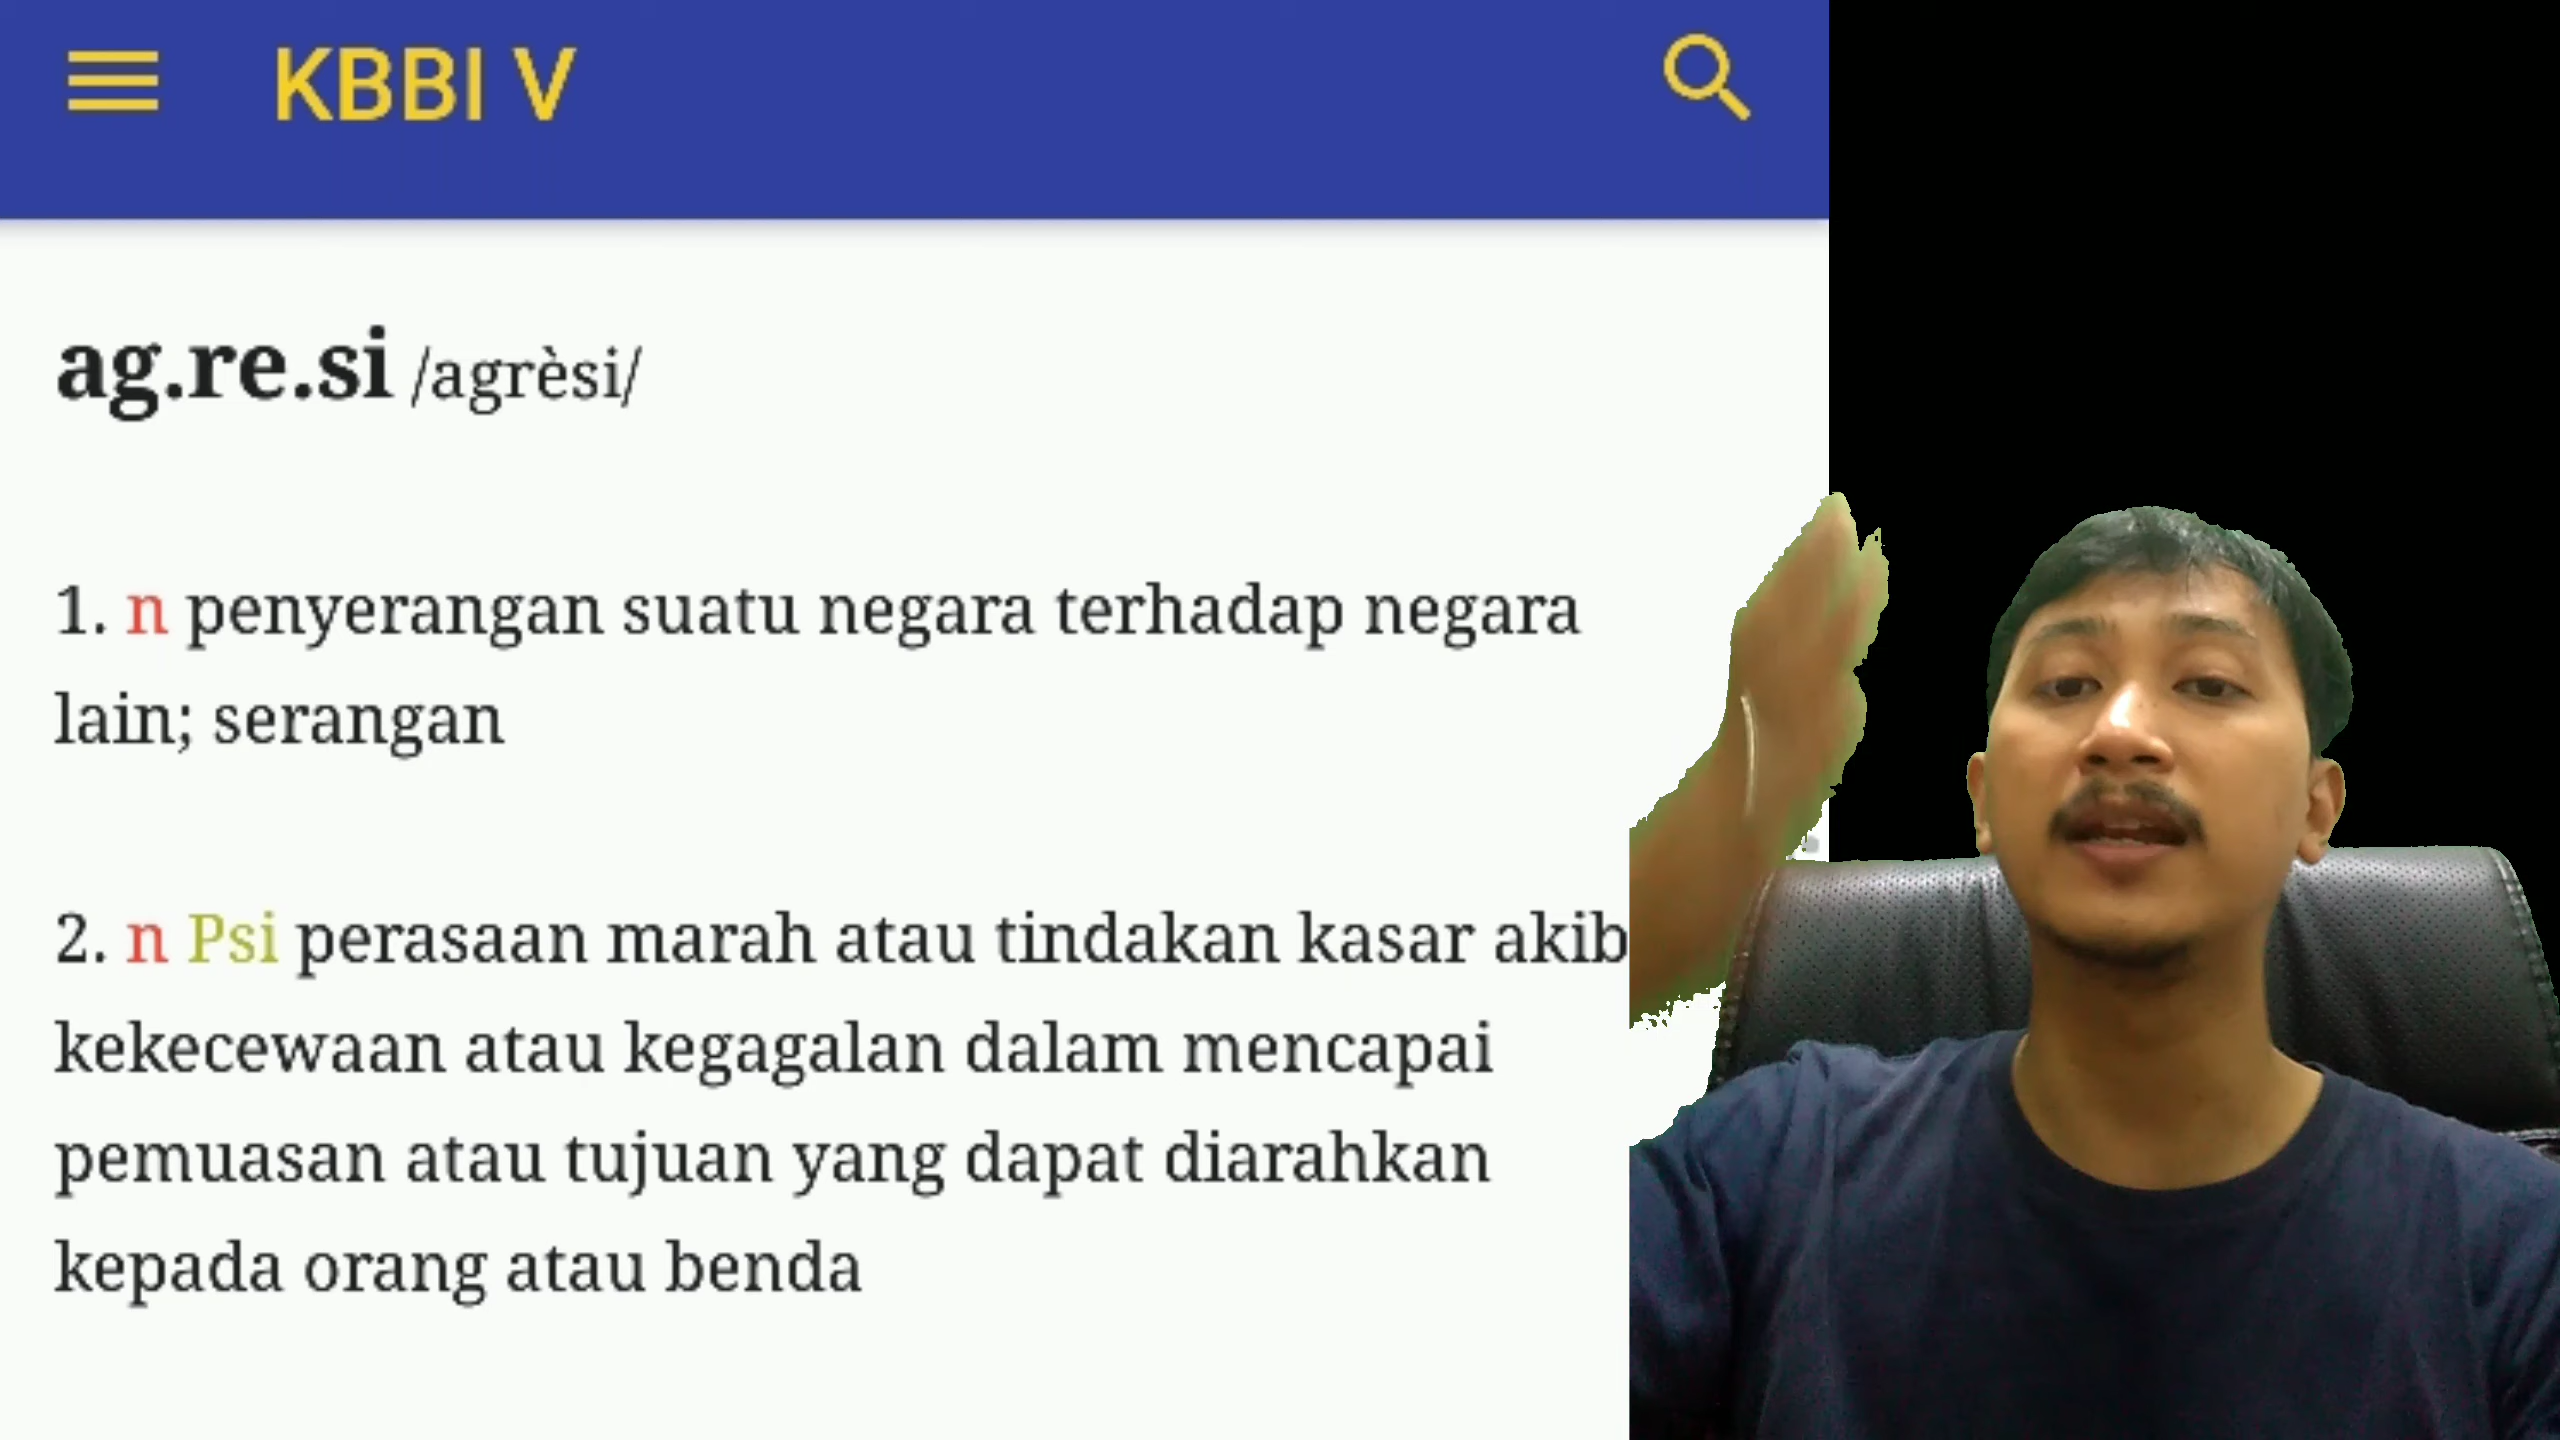 KBBI V
ag.re.si /agrèsi/
1. n penyerangan suatu negara terhadap negara
lain; serangan
2. n Psi perasaan marah atau tindakan kasar akib
kekecewaan atau kegagalan dalam mencapai
pemuasan atau tujuan yang dapat diarahkan
kepada orang atau benda